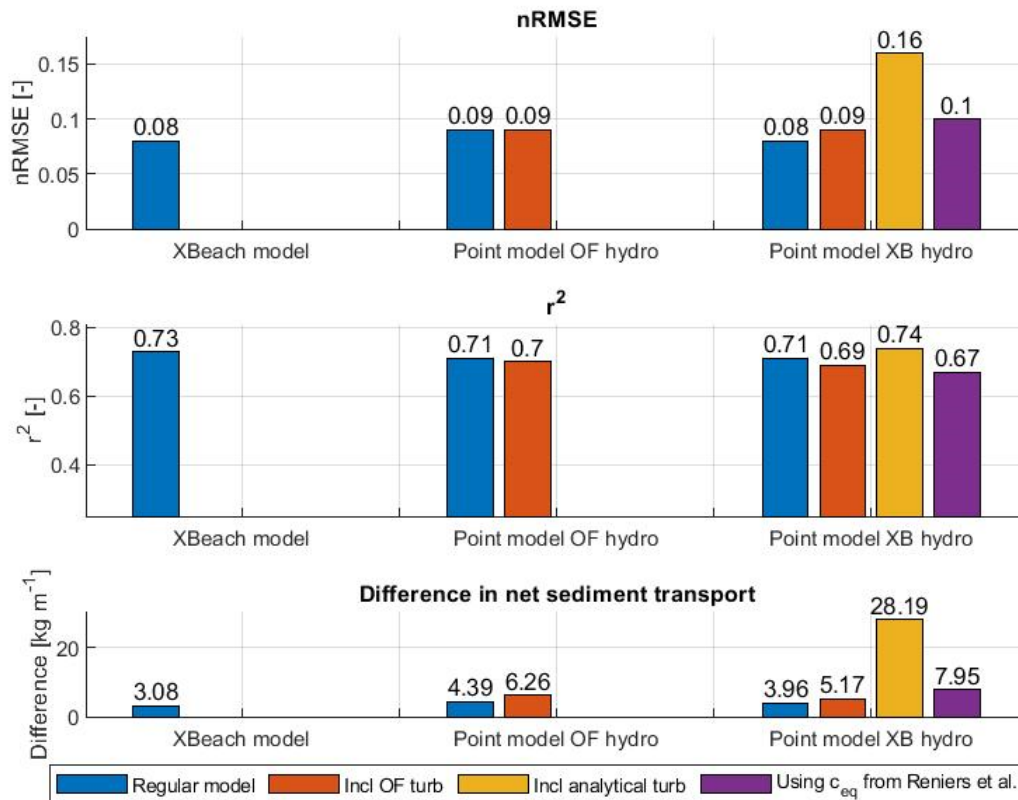 nRMSE
nRMSE [-]
0.15
0.1
0.05
0
0.08
0.09 0.09
0.08 0.09 0.16 0.1
XBeach model Point model OF hydro Point model XB hydro
r²
r² [-]
0.8
0.6
0.4
0.73
0.71 0.7
0.71 0.69 0.74 0.67
XBeach model Point model OF hydro Point model XB hydro
Difference in net sediment transport
Difference [kg m⁻¹]
20
0
3.08
4.39 6.26
3.96 5.17 28.19 7.95
XBeach model Point model OF hydro Point model XB hydro
Regular model Incl OF turb Incl analytical turb Using c_eq from Reniers et al.